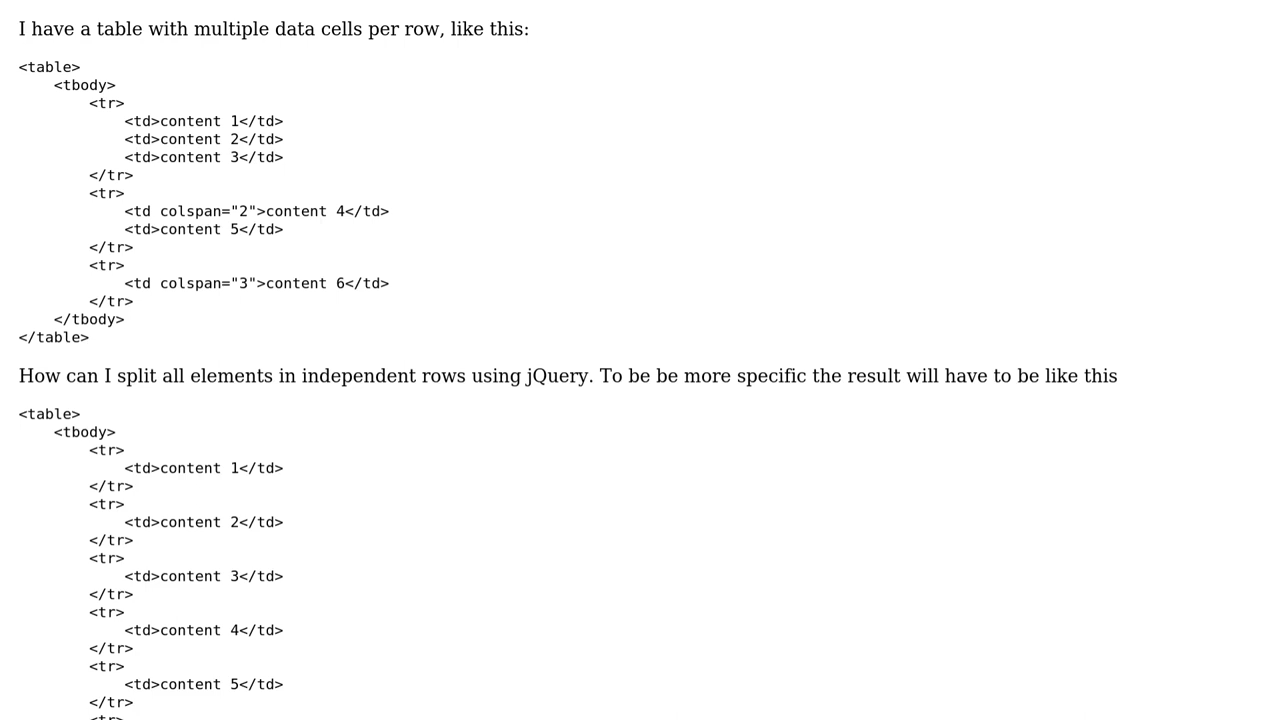 I have a table with multiple data cells per row, like this:
<table>
    <tbody>
        <tr>
            <td>content 1</td>
            <td>content 2</td>
            <td>content 3</td>
        </tr>
        <tr>
            <td colspan="2">content 4</td>
            <td>content 5</td>
        </tr>
        <tr>
            <td colspan="3">content 6</td>
        </tr>
    </tbody>
</table>
How can I split all elements in independent rows using jQuery. To be be more specific the result will have to be like this
<table>
    <tbody>
        <tr>
            <td>content 1</td>
        </tr>
        <tr>
            <td>content 2</td>
        </tr>
        <tr>
            <td>content 3</td>
        </tr>
        <tr>
            <td>content 4</td>
        </tr>
        <tr>
            <td>content 5</td>
        </tr>